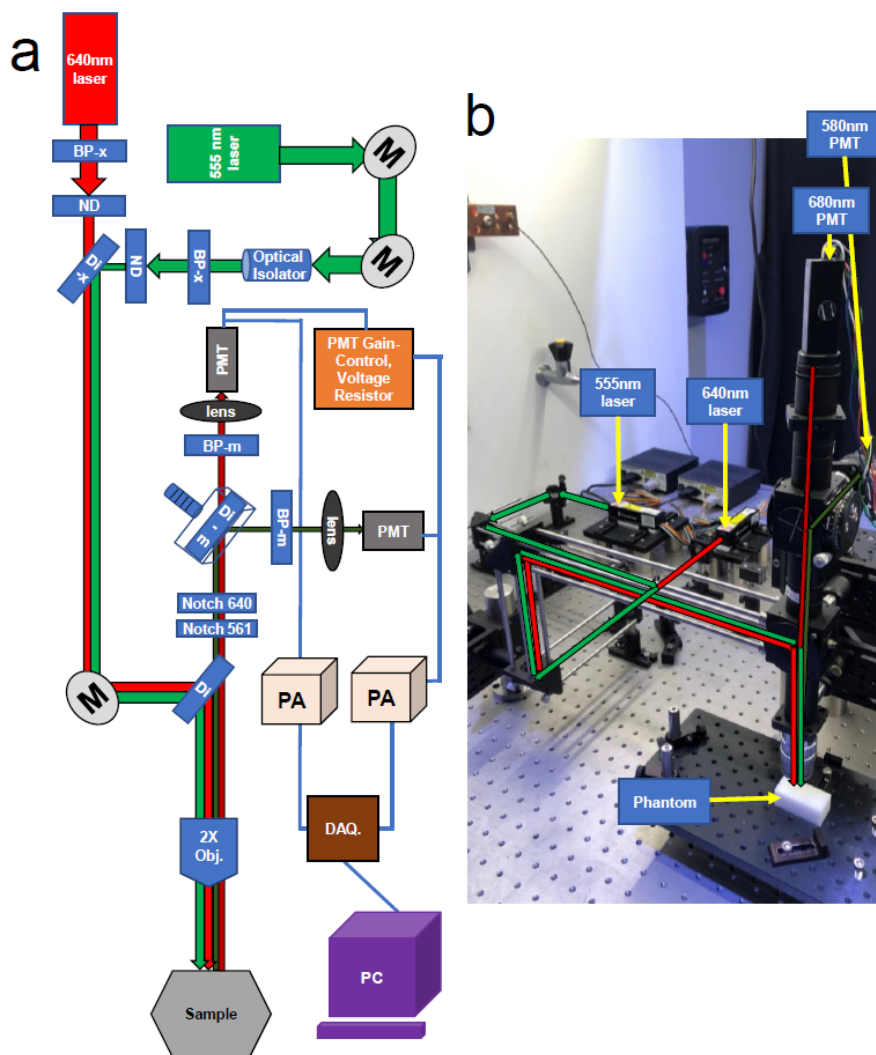 a
640nm
laser
BP-x
ND
555 nm
laser
M
M
Optical
Isolator
BP-x
ND
Di
-x
PMT
PMT Gain-
Control,
Voltage
Resistor
lens
BP-m
Di
-m
BP-m
lens
PMT
Notch 640
Notch 561
M
Di
PA
PA
2X
Obj.
DAQ.
PC
Sample
b
580nm
PMT
680nm
PMT
555nm
laser
640nm
laser
Phantom